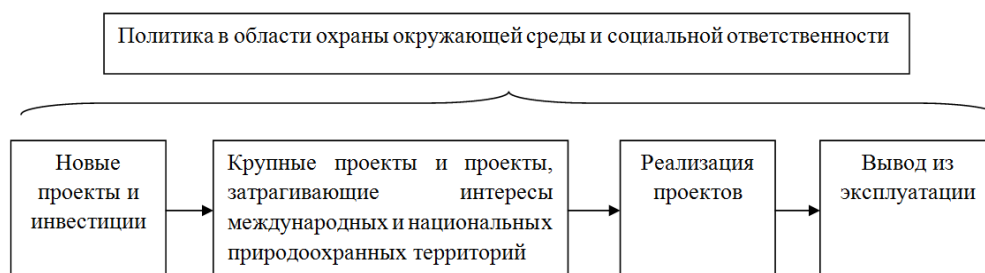 Политика в области охраны окружающей среды и социальной ответственности
Новые
проекты и
инвестиции
Крупные проекты и проекты,
затрагивающие интересы
международных и национальных
природоохранных территорий
Реализация
проектов
Вывод из
эксплуатации